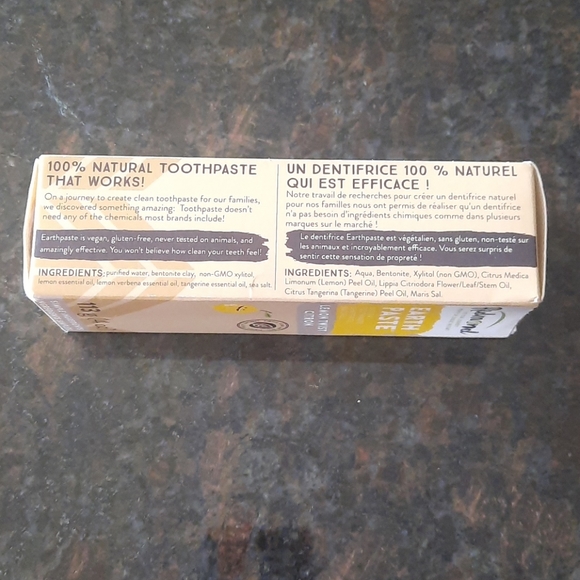 100% NATURAL TOOTHPASTE
THAT WORKS!
On a journey to create clean toothpaste for our families,
we discovered something amazing: Toothpaste doesn't
need any of the chemicals most brands include!
Earthpaste is vegan, gluten-free, never tested on animals, and
amazingly effective. You won't believe how clean your teeth feel!
INGREDIENTS: purified water, bentonite clay, non-GMO xylitol,
lemon essential oil, lemon verbena essential oil, tangerine essential oil, sea salt
UN DENTIFRICE 100 % NATUREL
QUI EST EFFICACE !
Notre travail de recherches pour créer un dentifrice naturel
pour nos familles nous ont permis de réaliser qu'un dentifrice
n'a pas besoin d'ingrédients chimiques comme dans plusieurs
marques sur le marché !
Le dentifrice Earthpaste est végétalien, sans gluten, non-testé sur
les animaux et incroyablement efficace. Vous serez surpris de
sentir cette sensation de propreté !
INGREDIENTS: Aqua, Bentonite, Xylitol (non GMO), Citrus Medica
Limonum (Lemon) Peel Oil, Lippia Citriodora Flower/Leaf/Stem Oil,
Citrus Tangerina (Tangerine) Peel Oil, Maris Sal.
113 g
EARTH
PASTE
LEMON TWIST
CITRON